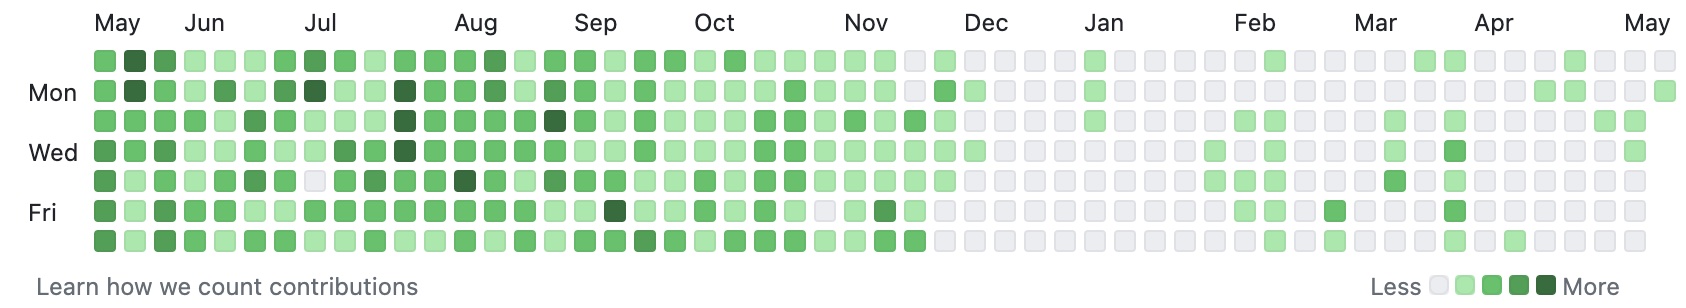 May Jun Jul Aug Sep Oct Nov Dec Jan Feb Mar Apr May
Mon
Wed
Fri
Learn how we count contributions Less More